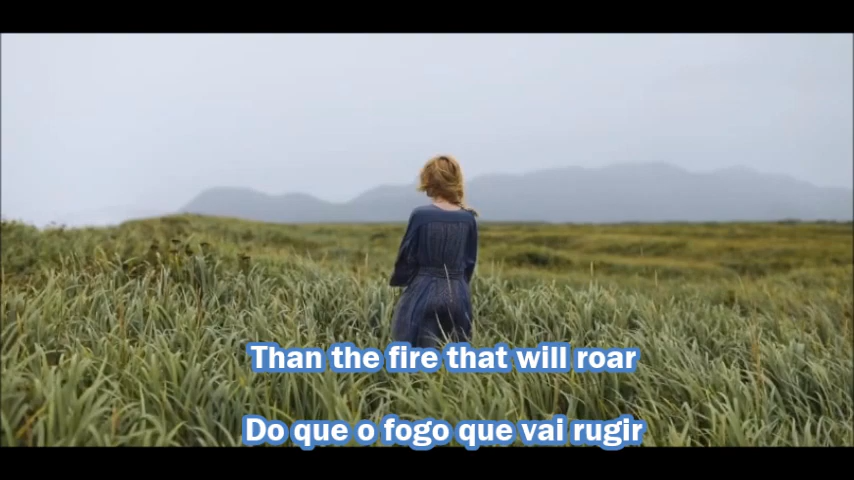 Than the fire that will roar
Do que o fogo que vai rugir